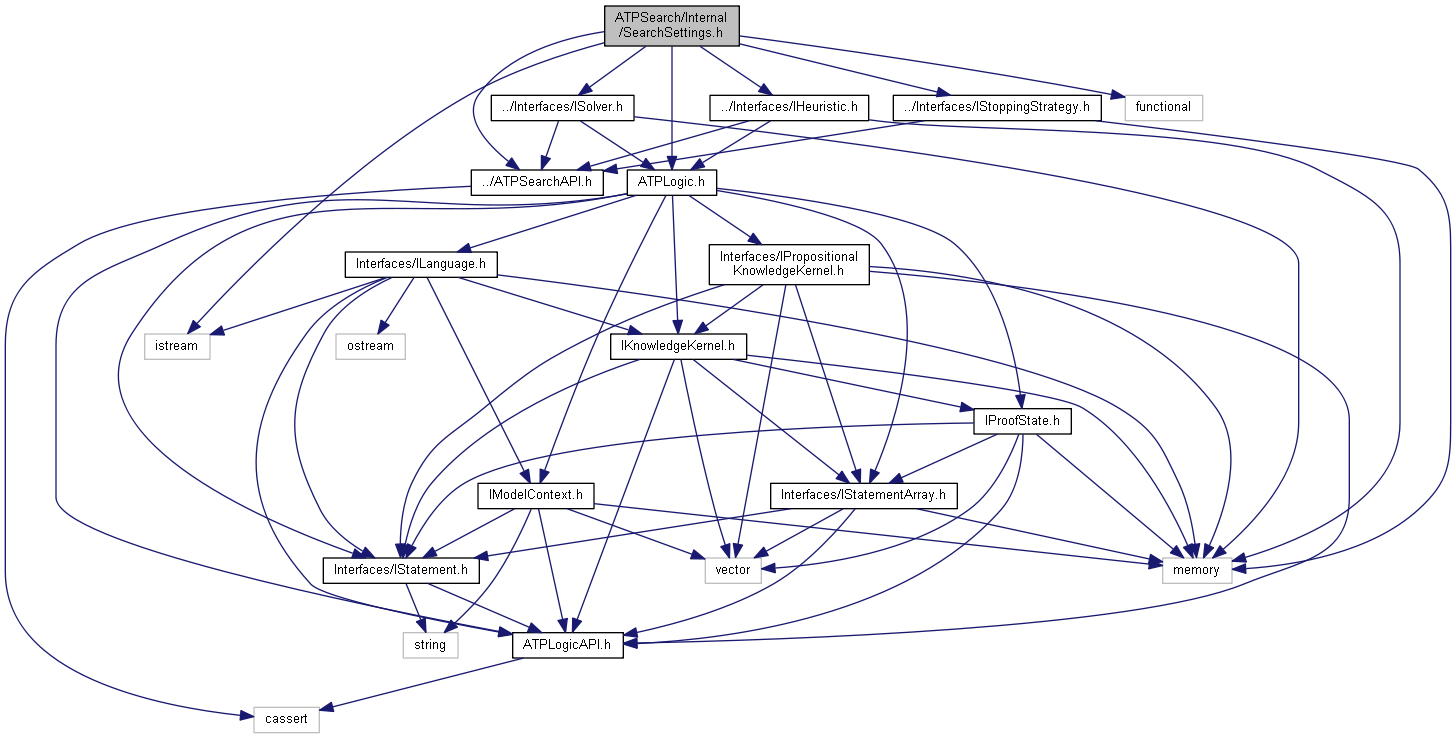 ATPSearch/Internal
/SearchSettings.h
../Interfaces/ISolver.h
../Interfaces/IHeuristic.h
../Interfaces/IStoppingStrategy.h
functional
../ATPSearchAPI.h
ATPLogic.h
Interfaces/ILanguage.h
Interfaces/IPropositional
KnowledgeKernel.h
istream
ostream
IKnowledgeKernel.h
IProofState.h
IModelContext.h
Interfaces/IStatementArray.h
Interfaces/IStatement.h
vector
memory
string
ATPLogicAPI.h
cassert